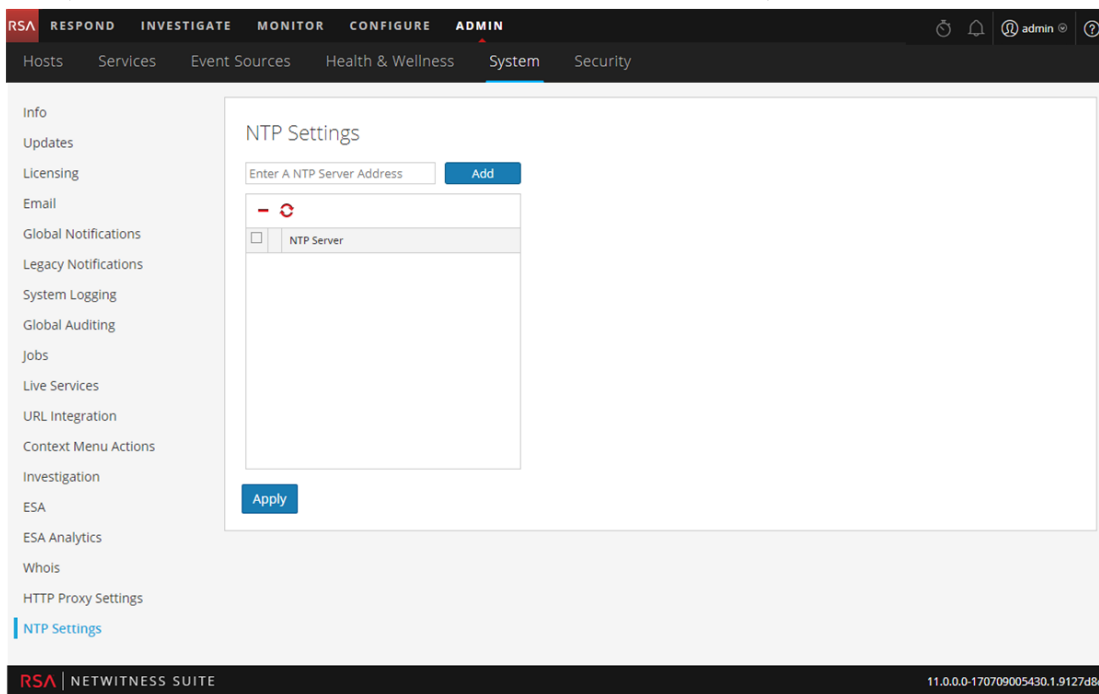 RSA RESPOND INVESTIGATE MONITOR CONFIGURE ADMIN admin
Hosts Services Event Sources Health & Wellness System Security
Info
Updates
Licensing
Email
Global Notifications
Legacy Notifications
System Logging
Global Auditing
Jobs
Live Services
URL Integration
Context Menu Actions
Investigation
ESA
ESA Analytics
Whois
HTTP Proxy Settings
NTP Settings
NTP Settings
Enter A NTP Server Address Add
NTP Server
Apply
RSA NETWITNESS SUITE 11.0.0.0-170709005430.1.9127d8